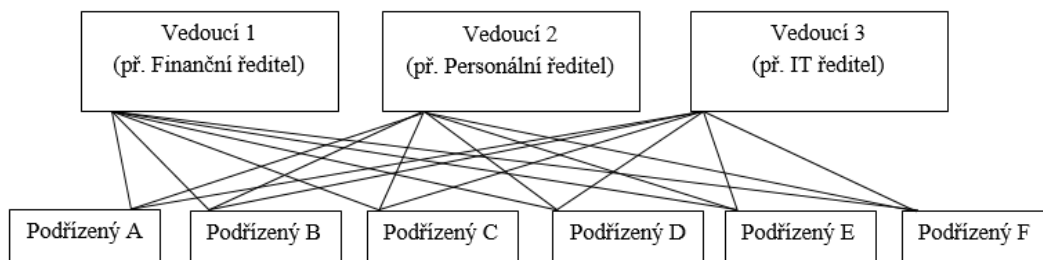 Vedoucí 1
(př. Finanční ředitel)
Vedoucí 2
(př. Personální ředitel)
Vedoucí 3
(př. IT ředitel)
Podřízený A
Podřízený B
Podřízený C
Podřízený D
Podřízený E
Podřízený F